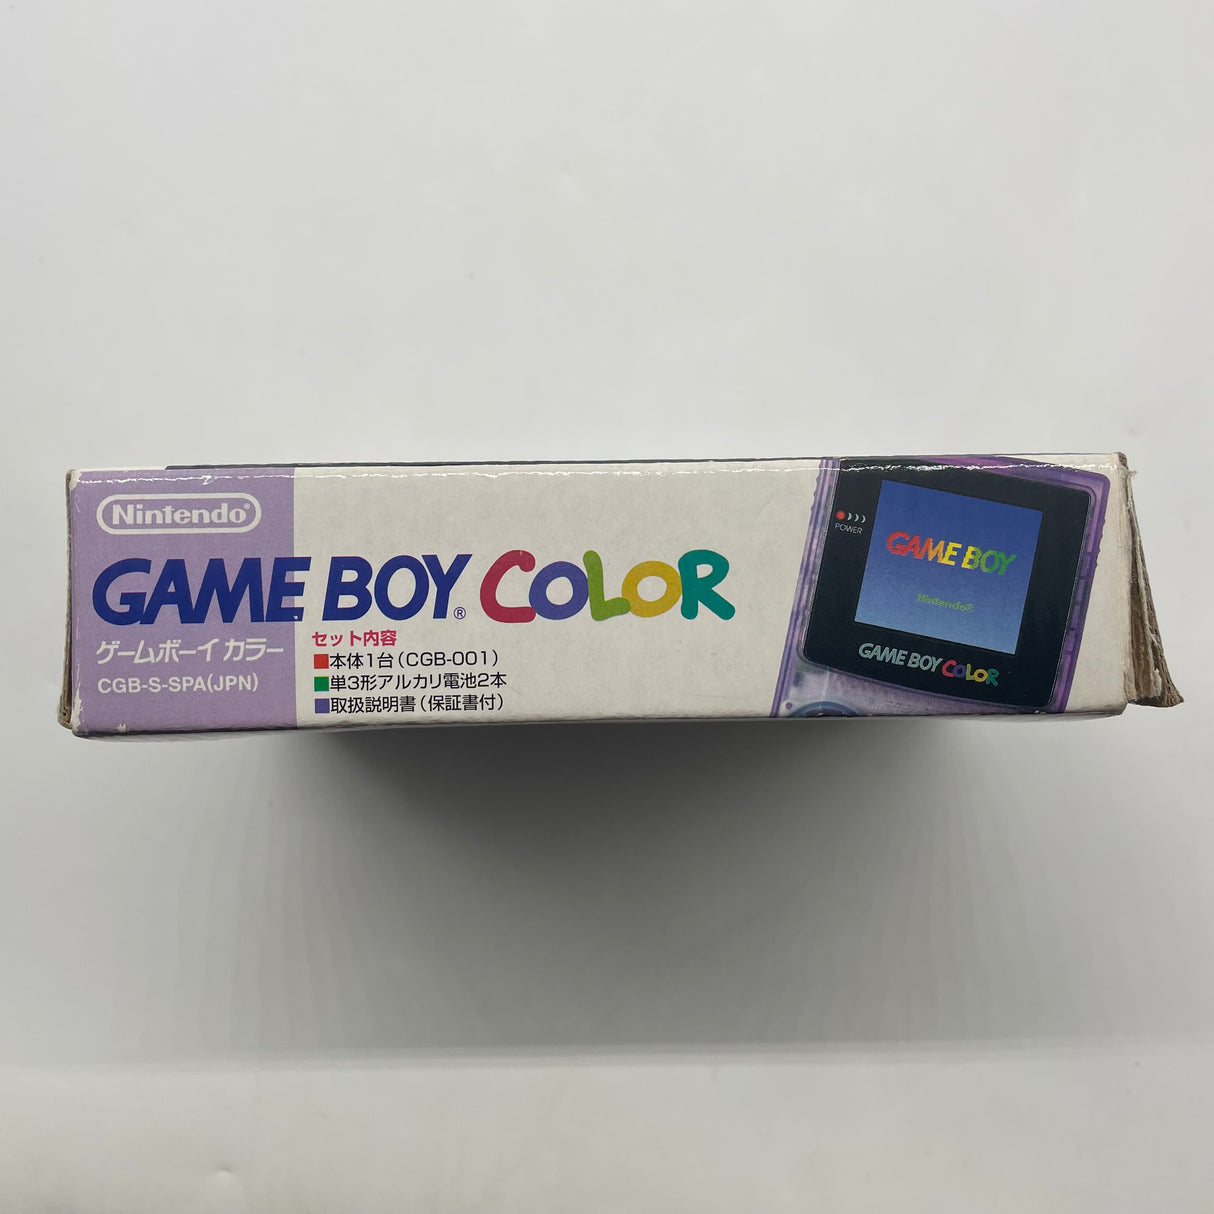 Nintendo®
GAME BOY® COLOR
ゲームボーイ カラー
CGB-S-SPA(JPN)
セット内容
■本体1台(CGB-001)
■単3形アルカリ電池2本
■取扱説明書(保証書付)
POWER
GAME BOY
Nintendo®
GAME BOY COLOR